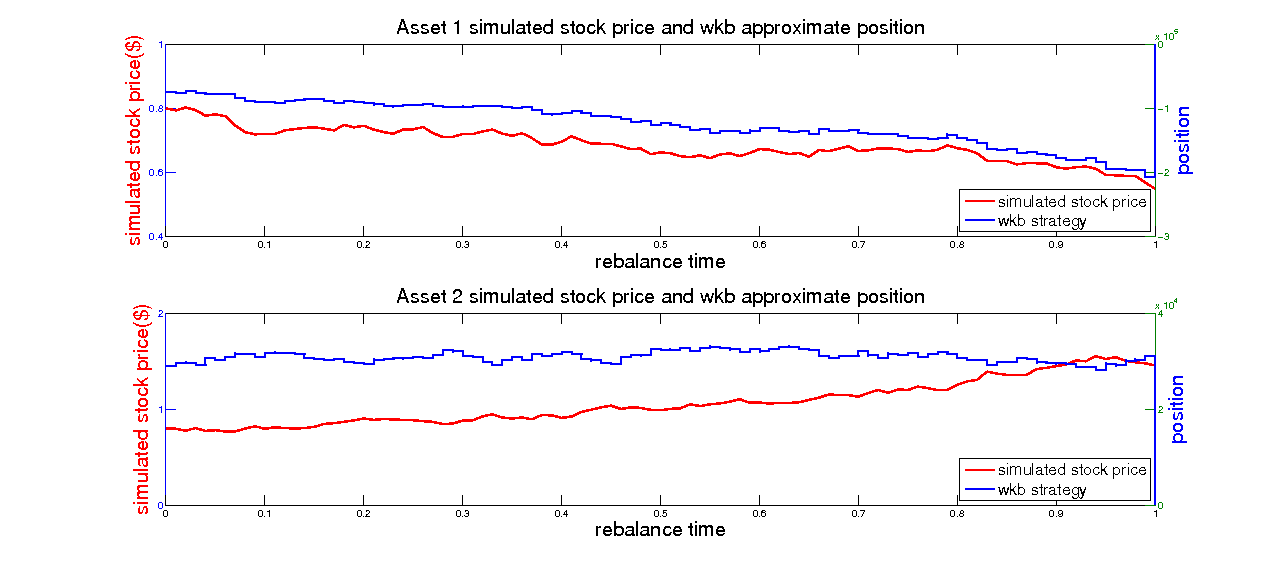 Asset 1 simulated stock price and wkb approximate position
simulated stock price($)
1
0.8
0.6
0.4
x 10^5
0
-1
-2
-3
position
simulated stock price
wkb strategy
0 0.1 0.2 0.3 0.4 0.5 0.6 0.7 0.8 0.9 1
rebalance time
Asset 2 simulated stock price and wkb approximate position
simulated stock price($)
2
1
0
x 10^4
4
2
0
position
simulated stock price
wkb strategy
0 0.1 0.2 0.3 0.4 0.5 0.6 0.7 0.8 0.9 1
rebalance time